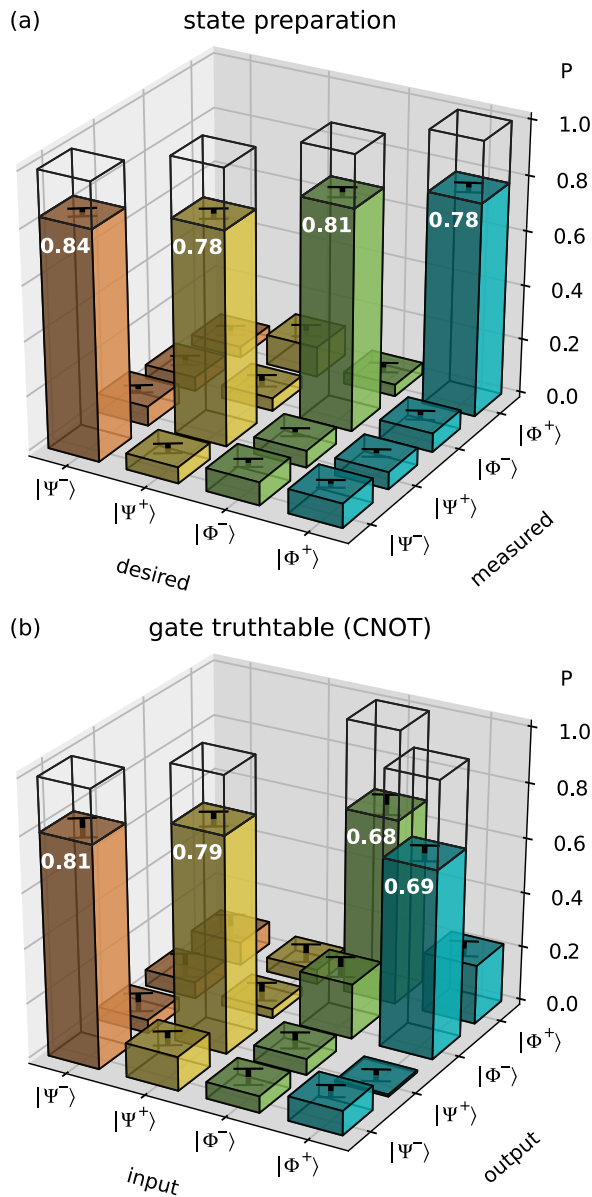 (a) state preparation
P
1.0
0.8
0.6
0.4
0.2
0.0
0.84
0.78
0.81
0.78
|Ψ⁻⟩
|Ψ⁺⟩
|Φ⁻⟩
|Φ⁺⟩
desired
|Ψ⁻⟩
|Ψ⁺⟩
|Φ⁻⟩
|Φ⁺⟩
measured
(b) gate truthtable (CNOT)
P
1.0
0.8
0.6
0.4
0.2
0.0
0.81
0.79
0.68
0.69
|Ψ⁻⟩
|Ψ⁺⟩
|Φ⁻⟩
|Φ⁺⟩
input
|Ψ⁻⟩
|Ψ⁺⟩
|Φ⁻⟩
|Φ⁺⟩
output